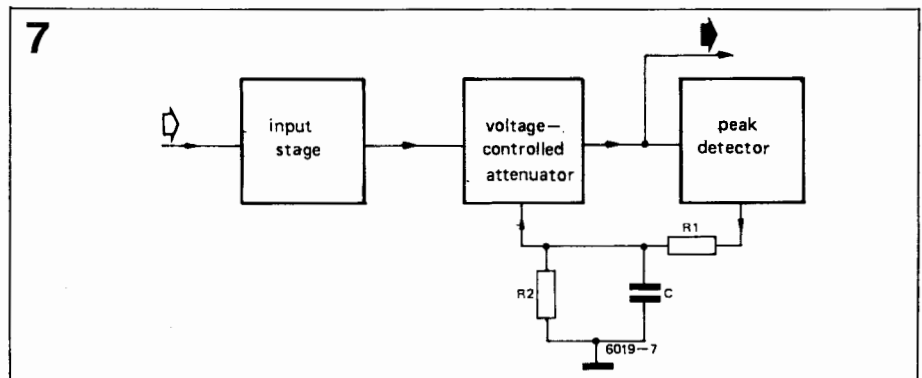 7
input
stage
voltage-
controlled
attenuator
peak
detector
R1
R2
C
6019-7